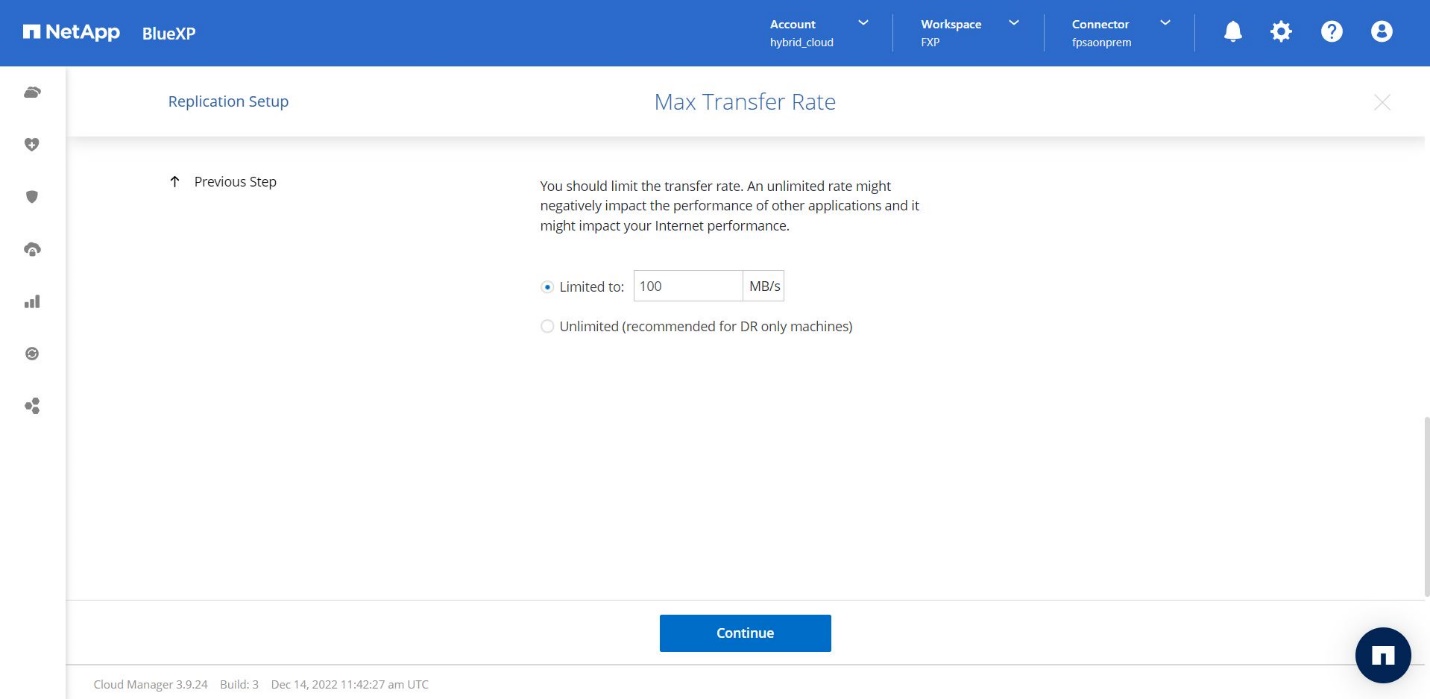 NetApp BlueXP
Account
hybrid_cloud
Workspace
FXP
Connector
fpsaonprem
Replication Setup
Max Transfer Rate
Previous Step
You should limit the transfer rate. An unlimited rate might
negatively impact the performance of other applications and it
might impact your Internet performance.
Limited to: 100 MB/s
Unlimited (recommended for DR only machines)
Continue
Cloud Manager 3.9.24 Build: 3 Dec 14, 2022 11:42:27 am UTC